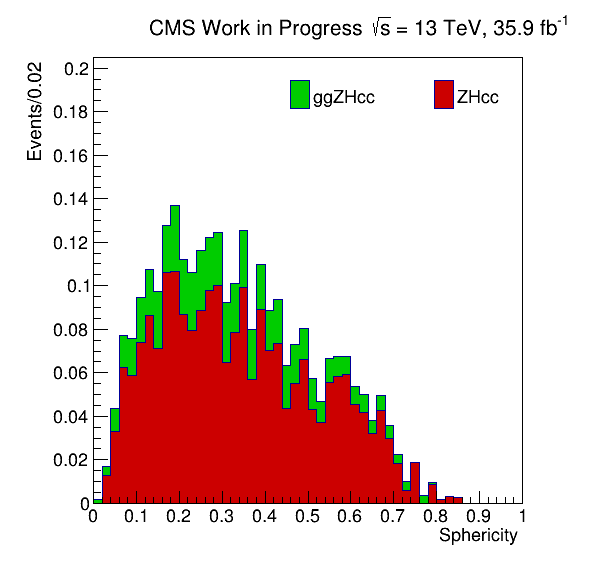 CMS Work in Progress √s = 13 TeV, 35.9 fb⁻¹
Events/0.02
ggZHcc
ZHcc
0.2
0.18
0.16
0.14
0.12
0.1
0.08
0.06
0.04
0.02
0
0 0.1 0.2 0.3 0.4 0.5 0.6 0.7 0.8 0.9 1
Sphericity